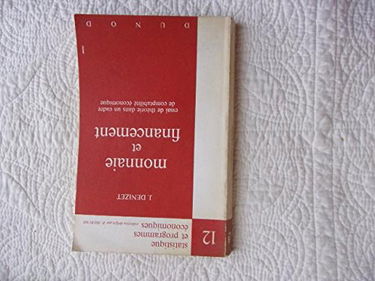 12
statistique
et programmes
économiques
J. DENIZET
monnaie
et
financement
essai de théorie dans un cadre
de comptabilité économique
DUNOD